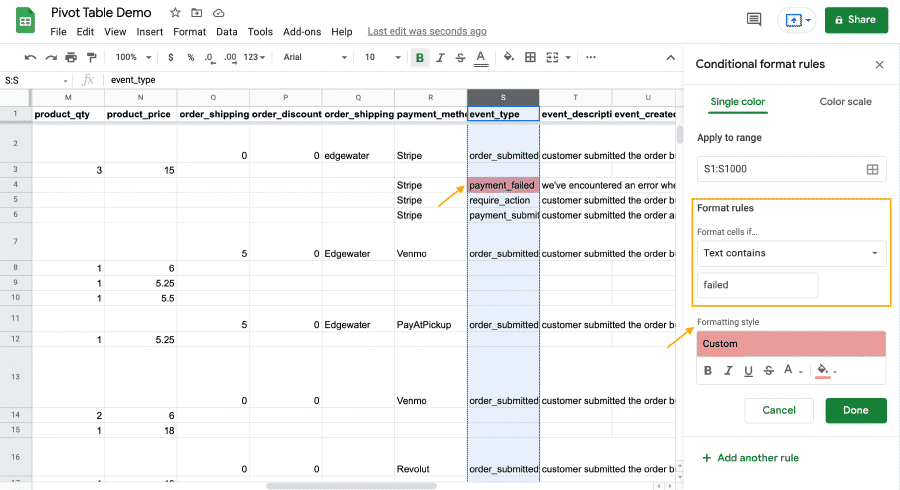 Pivot Table Demo
File Edit View Insert Format Data Tools Add-ons Help Last edit was seconds ago
Share
100% $ % .0 .00 123 Arial 10 B I S A
S:S fx event_type
M N O P Q R S T U
1 product_qty product_price order_shipping order_discount order_shipping payment_metho event_type event_descripti event_created
2 0 0 edgewater Stripe order_submitted customer submitted the order bu
3 3 15
4 Stripe payment_failed we've encountered an error whe
5 Stripe require_action customer submitted the order bu
6 Stripe payment_submit customer submitted the order a
7 5 0 Edgewater Venmo order_submitted customer submitted the order bu
8 1 6
9 1 5.25
10 1 5.5
11 5 0 Edgewater PayAtPickup order_submitted customer submitted the order bu
12 1 5.25
13 0 0 Venmo order_submitted customer submitted the order bu
14 2 6
15 1 18
16 0 0 Revolut order_submitted customer submitted the order bu
Conditional format rules
Single color Color scale
Apply to range
S1:S1000
Format rules
Format cells if…
Text contains
failed
Formatting style
Custom
B I U S A
Cancel Done
+ Add another rule